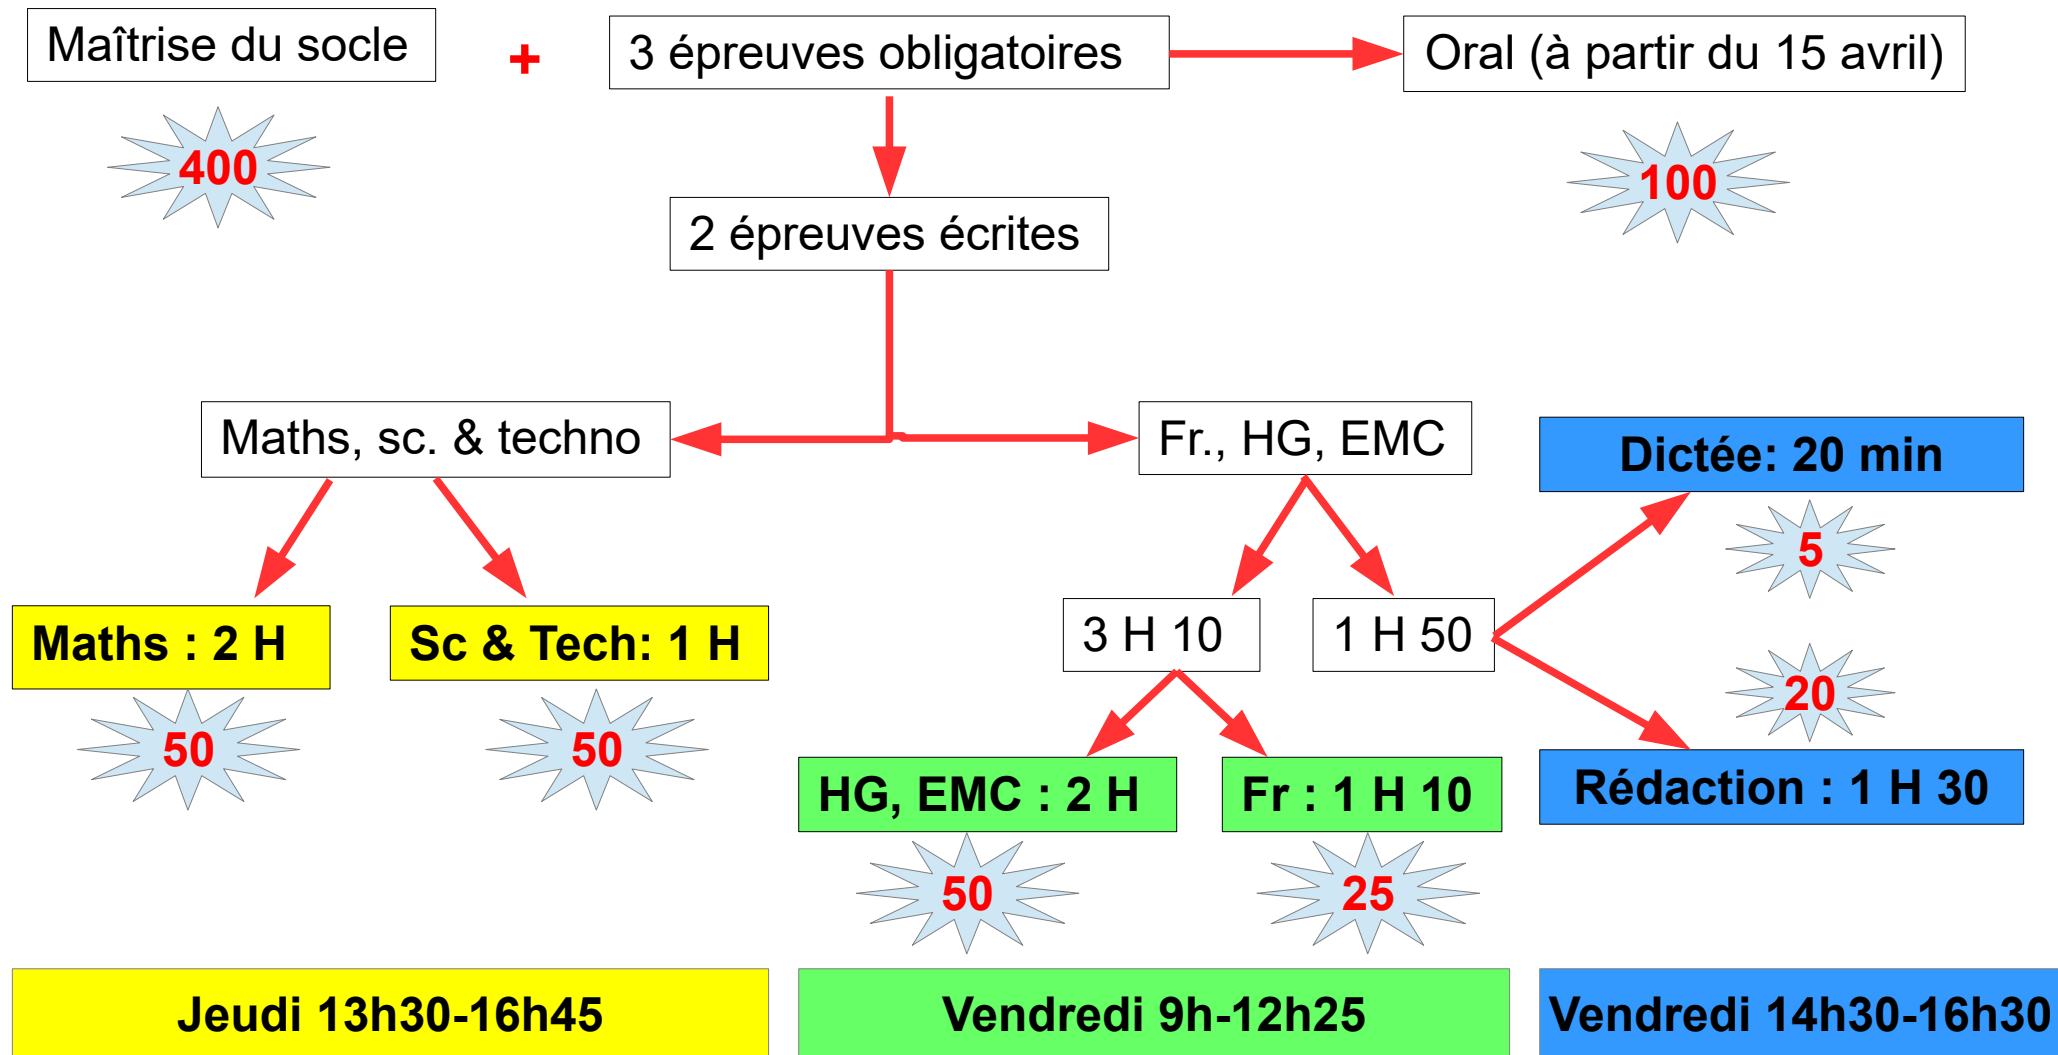 Maîtrise du socle
+
3 épreuves obligatoires
Oral (à partir du 15 avril)
400
100
2 épreuves écrites
Maths, sc. & techno
Fr., HG, EMC
Dictée: 20 min
5
3 H 10
1 H 50
Maths : 2 H
Sc & Tech: 1 H
20
50
50
HG, EMC : 2 H
Fr : 1 H 10
Rédaction : 1 H 30
50
25
Jeudi 13h30-16h45
Vendredi 9h-12h25
Vendredi 14h30-16h30